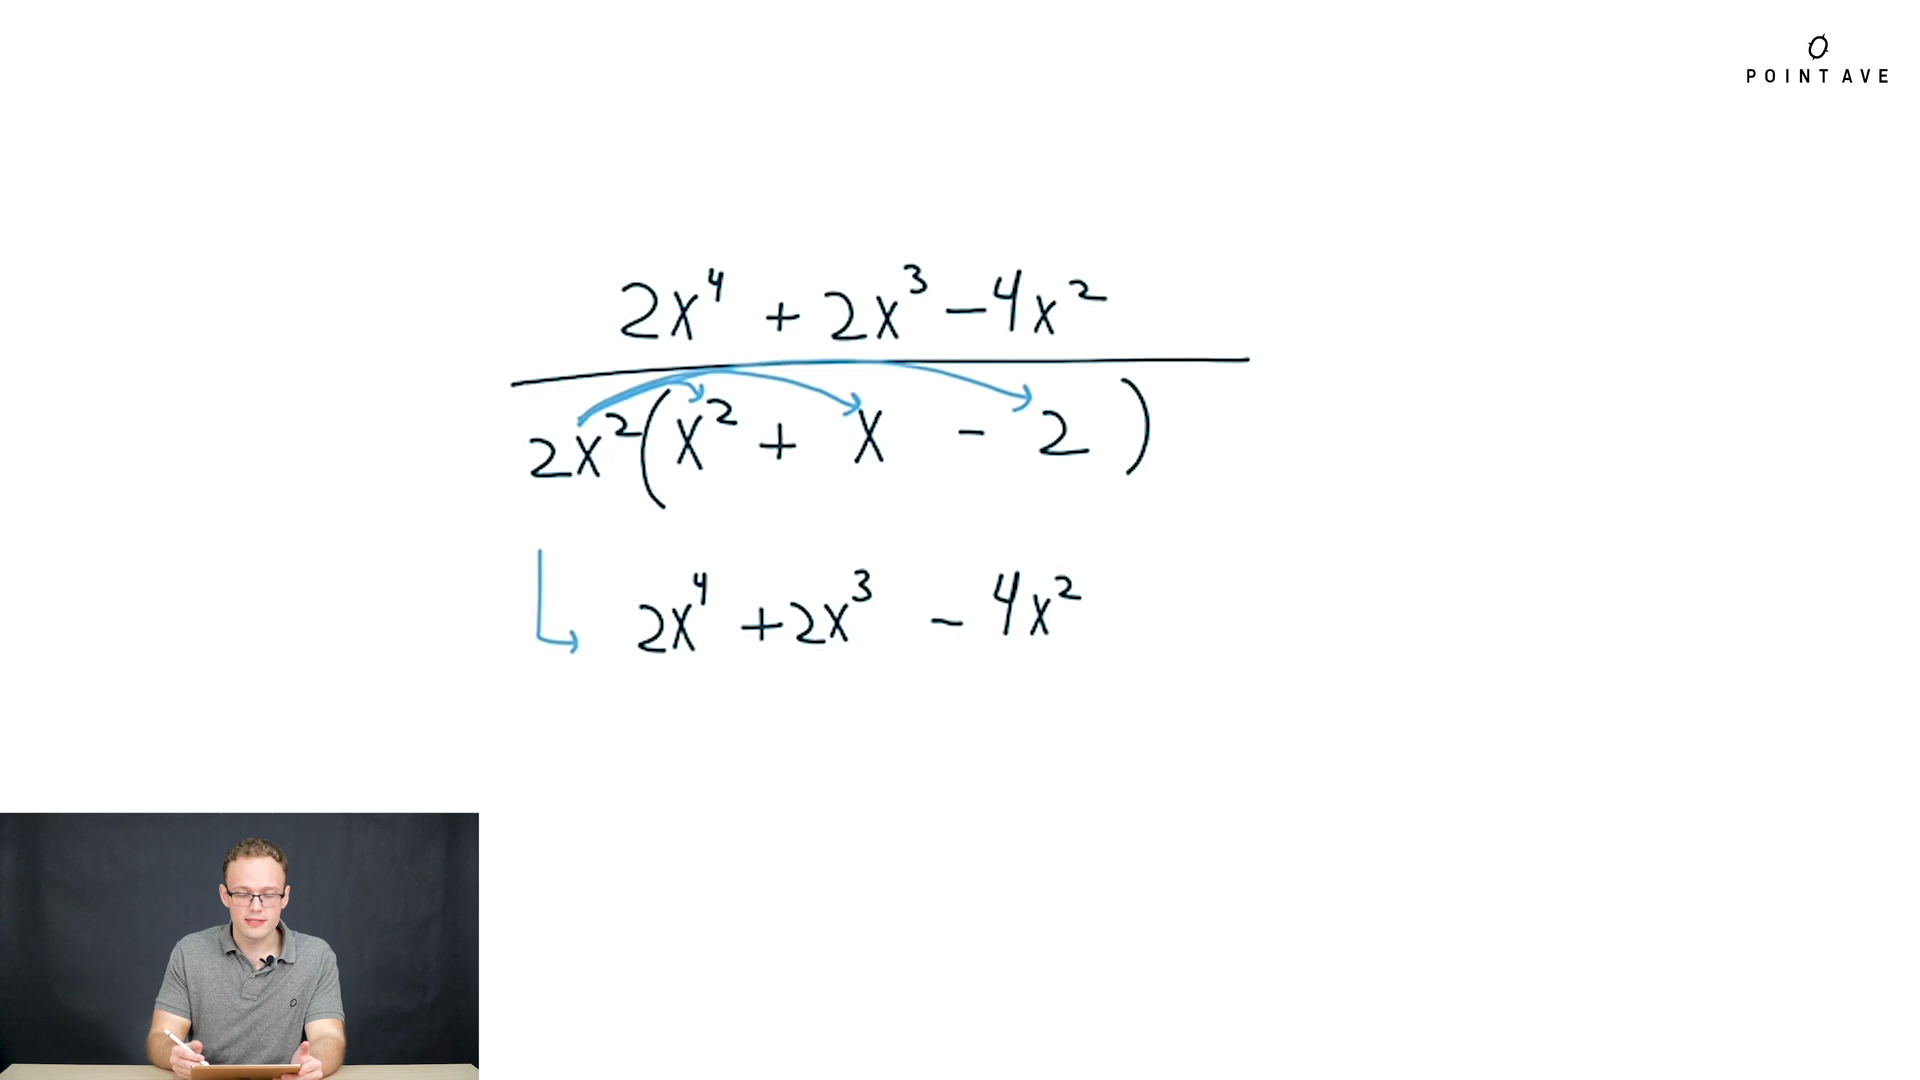 POINT AVE
2x⁴ + 2x³ - 4x²
2x²(x² + x - 2)
2x⁴ + 2x³ - 4x²